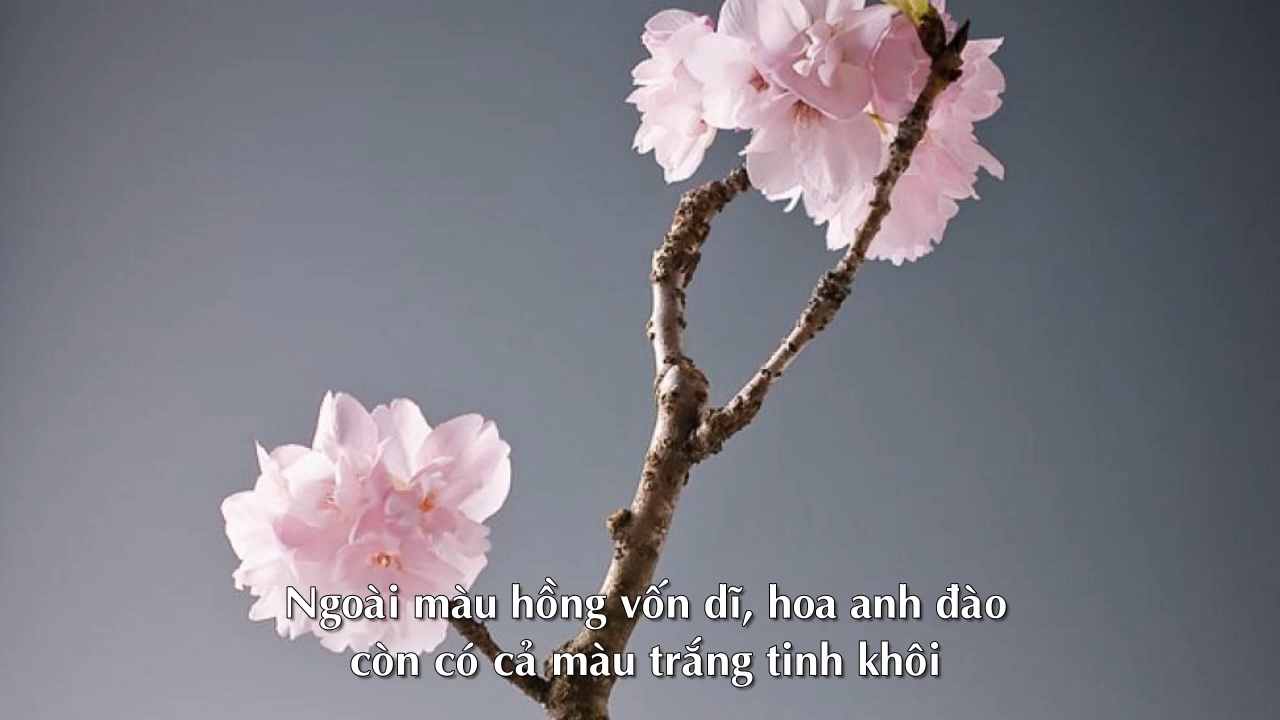 Ngoài màu hồng vốn dĩ, hoa anh đào
còn có cả màu trắng tinh khôi